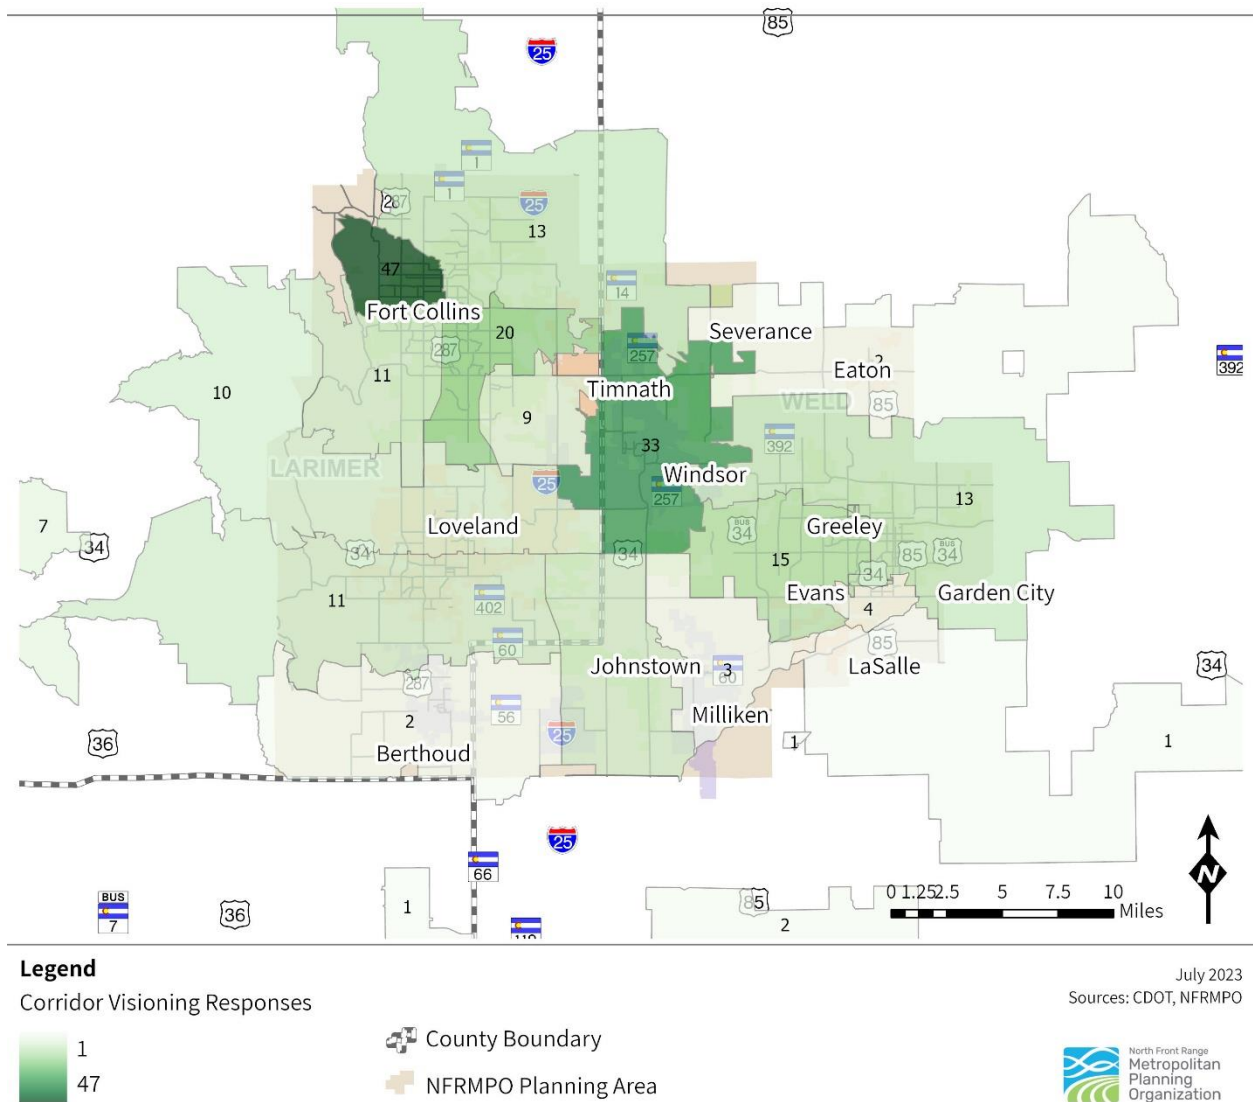 85
25
1
1
287
25
13
47
14
Fort Collins
20
Severance
257
287
2
392
11
Timnath
Eaton
10
WELD
85
9
33
392
LARIMER
Windsor
25
257
13
7
34
Loveland
BUS
34
Greeley
34
34
15
85
BUS
34
34
11
402
Evans
4
Garden City
60
85
Johnstown
3
60
LaSalle
34
287
2
56
Milliken
36
25
1
1
Berthoud
25
66
BUS
7
36
1
85
2
0 1.25 2.5 5 7.5 10
Miles
N
Legend
Corridor Visioning Responses
1
47
County Boundary
NFRMPO Planning Area
July 2023
Sources: CDOT, NFRMPO
North Front Range
Metropolitan
Planning
Organization